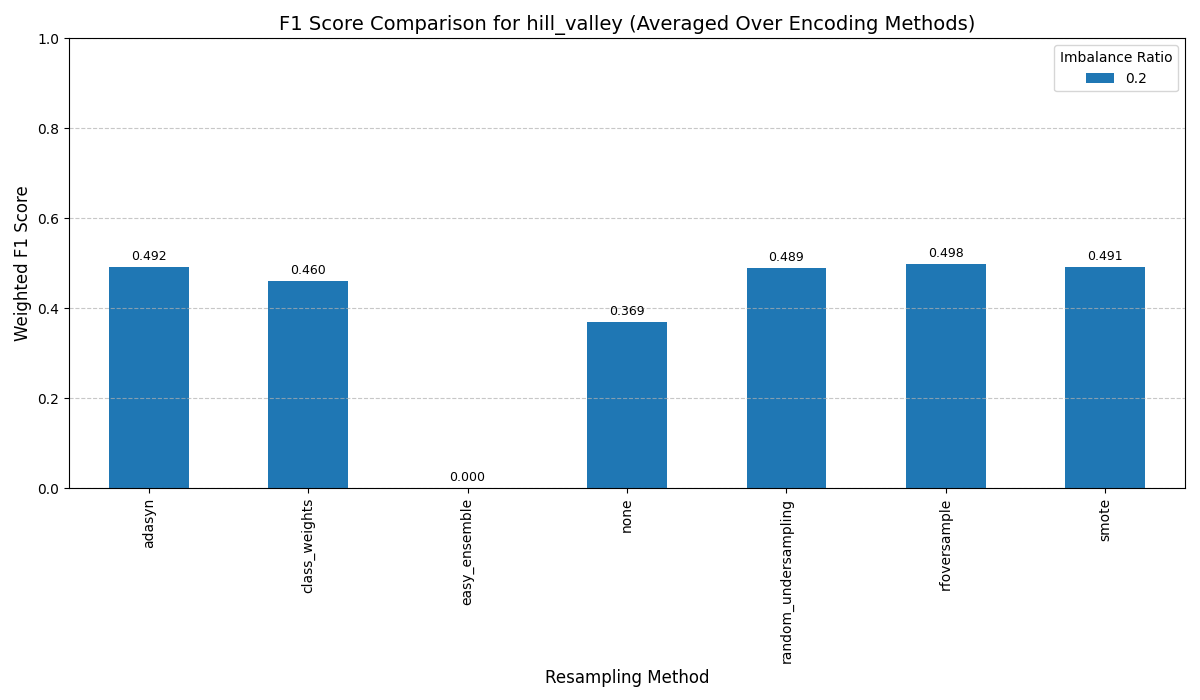 F1 Score Comparison for hill_valley (Averaged Over Encoding Methods)
Imbalance Ratio
0.2
Weighted F1 Score
1.0
0.8
0.6
0.4
0.2
0.0
0.492
0.460
0.000
0.369
0.489
0.498
0.491
adasyn
class_weights
easy_ensemble
none
random_undersampling
rfoversample
smote
Resampling Method